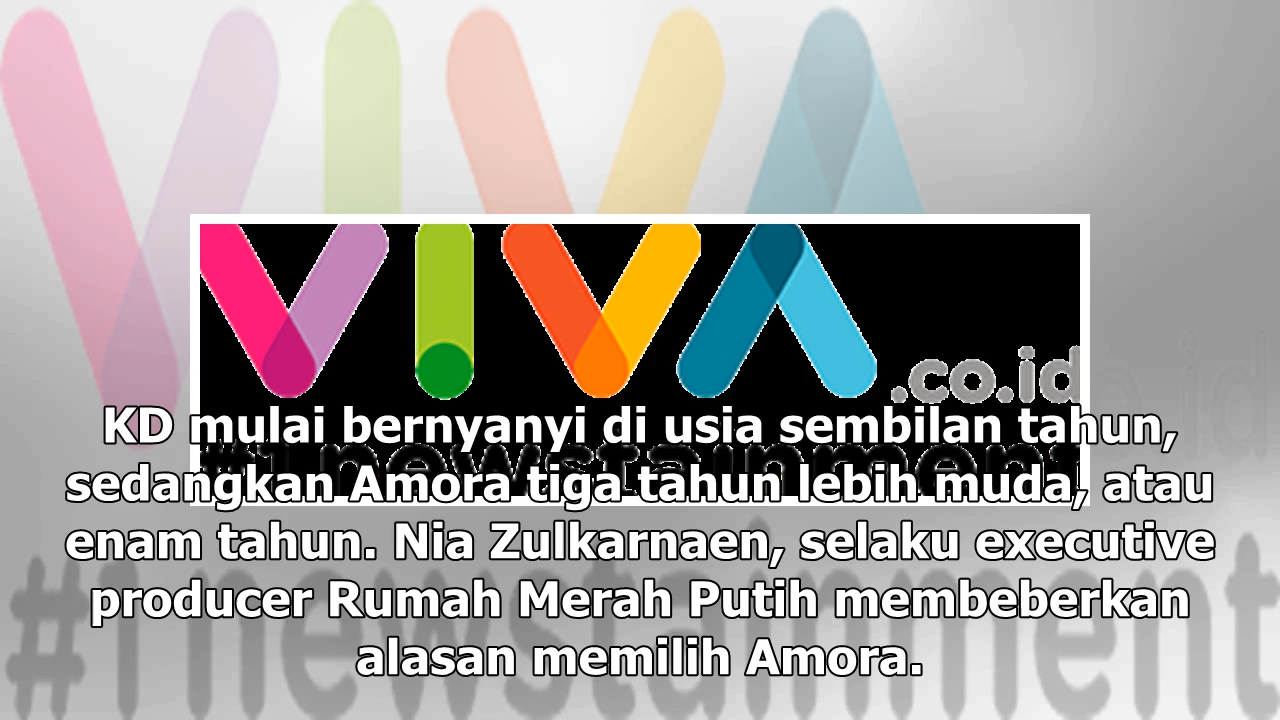 VIVA
.co.id
#1newstainment
KD mulai bernyanyi di usia sembilan tahun,
sedangkan Amora tiga tahun lebih muda, atau
enam tahun. Nia Zulkarnaen, selaku executive
producer Rumah Merah Putih membeberkan
alasan memilih Amora.